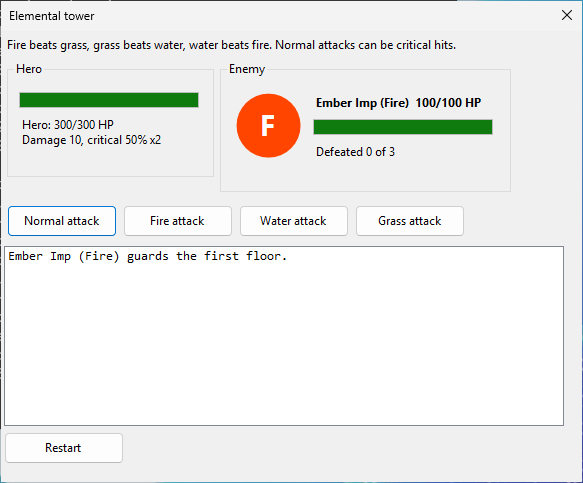 Elemental tower
Fire beats grass, grass beats water, water beats fire. Normal attacks can be critical hits.
Hero
Hero: 300/300 HP
Damage 10, critical 50% x2
Enemy
F
Ember Imp (Fire)  100/100 HP
Defeated 0 of 3
Normal attack
Fire attack
Water attack
Grass attack
Ember Imp (Fire) guards the first floor.
Restart